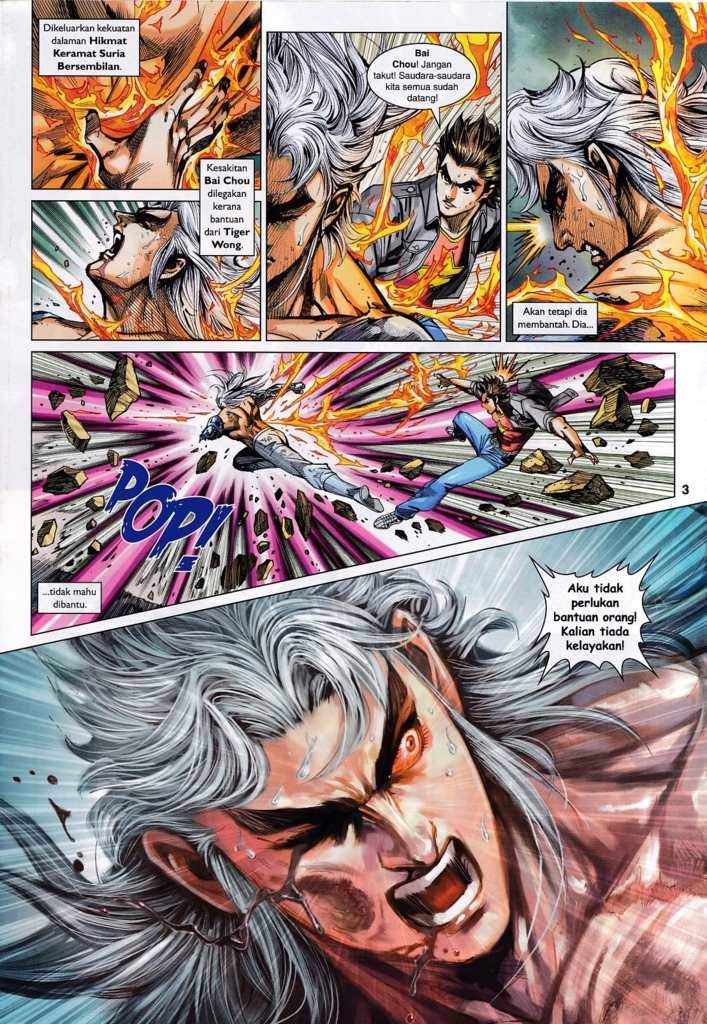 Dikeluarkan kekuatan
dalaman Hikmat
Keramat Suria
Bersembilan.
Kesakitan
Bai Chou
dilegakan
kerana
bantuan
dari Tiger
Wong.
Bai
Chou! Jangan
takut! Saudara-saudara
kita semua sudah
datang!
Akan tetapi dia
membantah. Dia...
POP!
...tidak mahu
dibantu.
3
Aku tidak
perlukan
bantuan orang!
Kalian tiada
kelayakan!